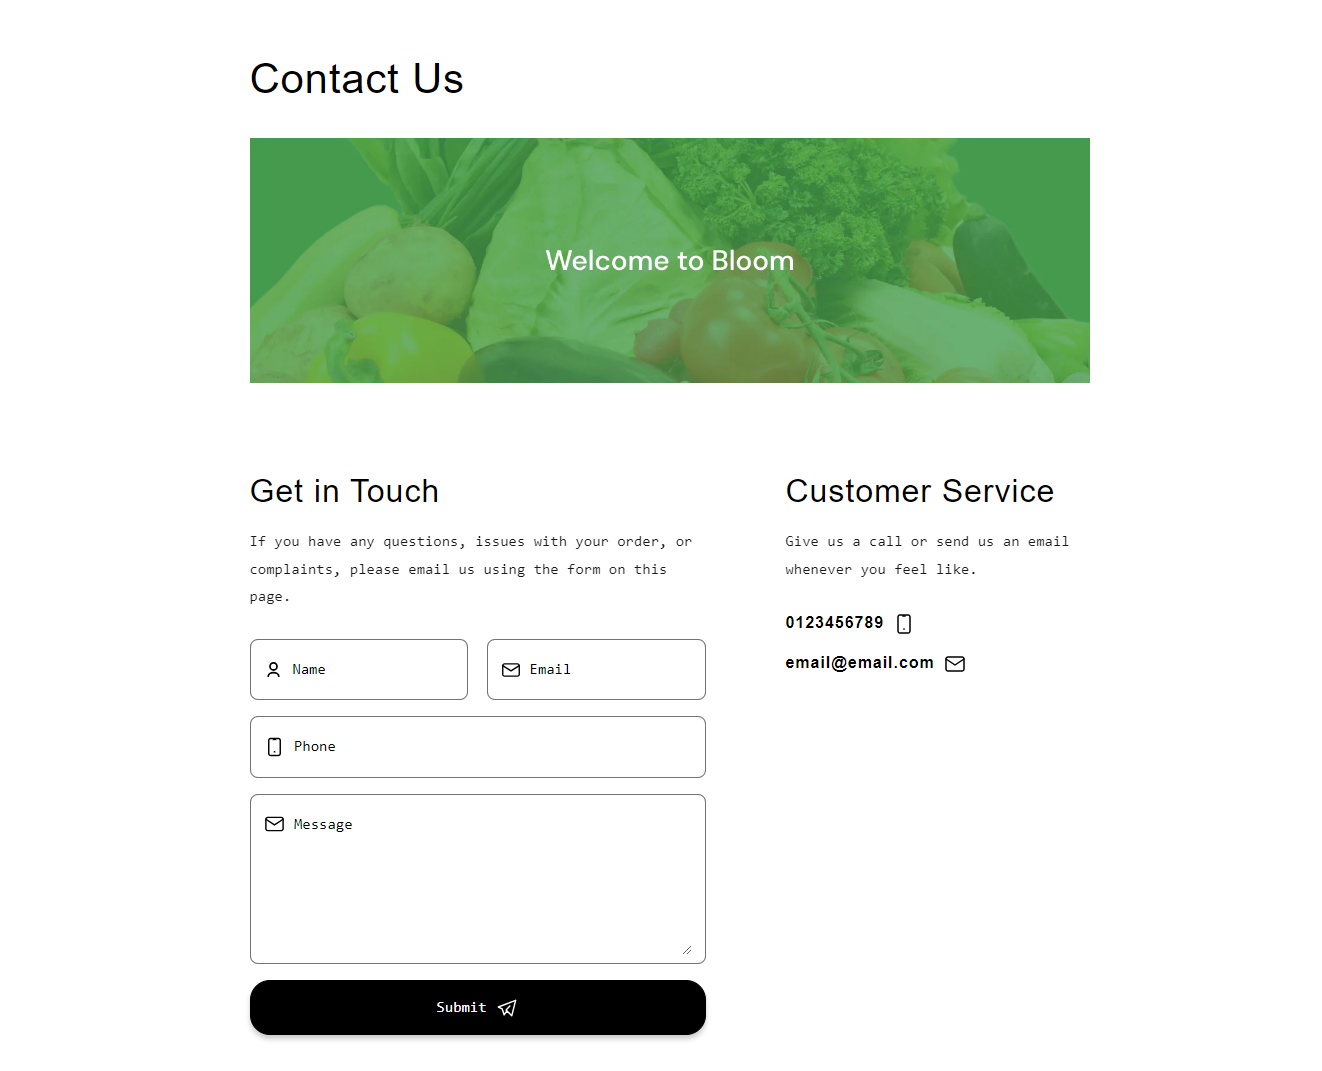 Contact Us
Welcome to Bloom
Get in Touch
If you have any questions, issues with your order, or
complaints, please email us using the form on this
page.
Name
Email
Phone
Message
Submit
Customer Service
Give us a call or send us an email
whenever you feel like.
0123456789
email@email.com